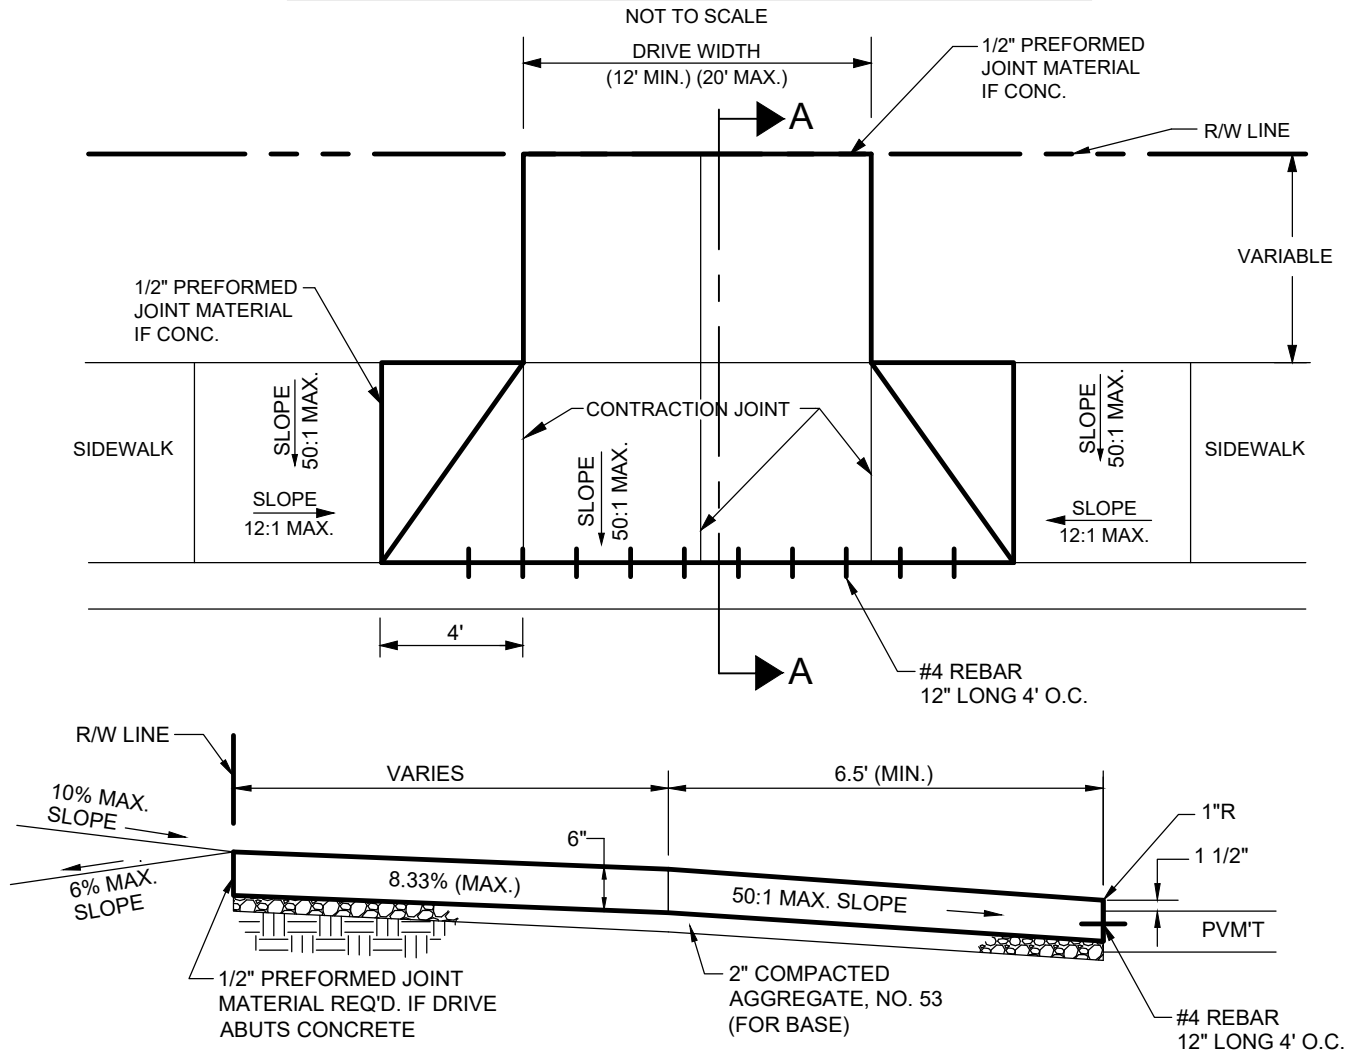 NOT TO SCALE
DRIVE WIDTH
(12' MIN.) (20' MAX.)
1/2" PREFORMED
JOINT MATERIAL
IF CONC.
A
R/W LINE
VARIABLE
1/2" PREFORMED
JOINT MATERIAL
IF CONC.
SIDEWALK
SLOPE
50:1 MAX.
SLOPE
12:1 MAX.
CONTRACTION JOINT
SLOPE
50:1 MAX.
SLOPE
50:1 MAX.
SLOPE
12:1 MAX.
SIDEWALK
4'
A
#4 REBAR
12" LONG 4' O.C.
R/W LINE
VARIES
6.5' (MIN.)
10% MAX.
SLOPE
6% MAX.
SLOPE
6"
8.33% (MAX.)
50:1 MAX. SLOPE
1"R
1 1/2"
PVM'T
1/2" PREFORMED JOINT
MATERIAL REQ'D. IF DRIVE
ABUTS CONCRETE
2" COMPACTED
AGGREGATE, NO. 53
(FOR BASE)
#4 REBAR
12" LONG 4' O.C.